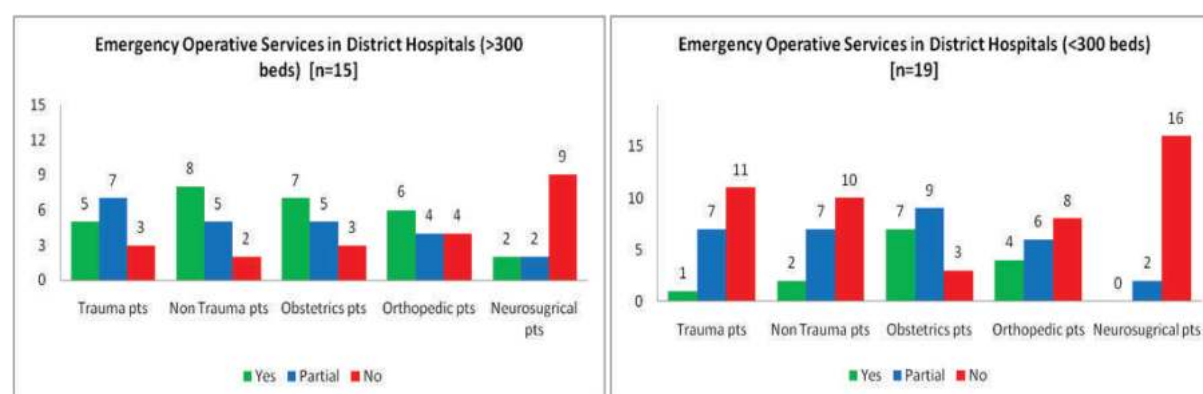 Emergency Operative Services in District Hospitals (>300
beds) [n=15]
15
12
9
6
3
0
5
7
3
8
5
2
7
5
3
6
4
4
2
2
9
Trauma pts
Non Trauma pts
Obstetrics pts
Orthopedic pts
Neurosugrical
pts
Yes
Partial
No
Emergency Operative Services in District Hospitals (<300 beds)
[n=19]
15
10
5
0
1
7
11
2
7
10
7
9
3
4
6
8
0
2
16
Trauma pts
Non Trauma pts
Obstetrics pts
Orthopedic pts
Neurosugrical pts
Yes
Partial
No